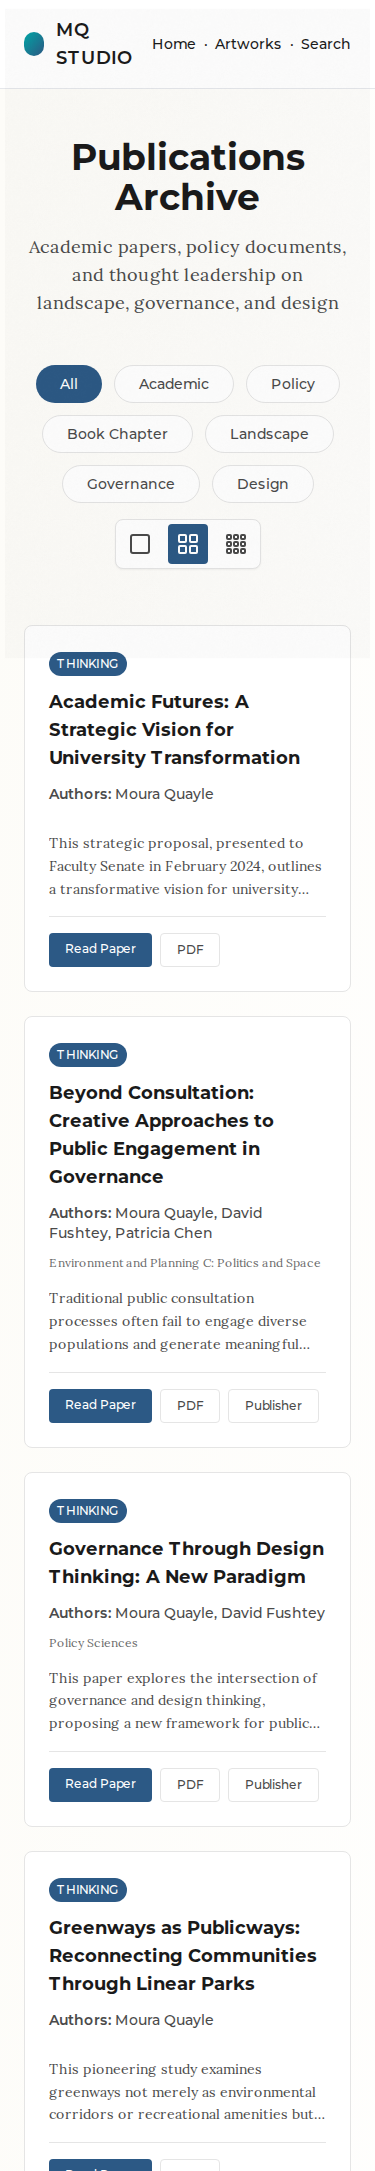 MQ
STUDIO
Home · Artworks · Search
Publications
Archive
Academic papers, policy documents,
and thought leadership on
landscape, governance, and design
All Academic Policy
Book Chapter Landscape
Governance Design
THINKING
Academic Futures: A
Strategic Vision for
University Transformation
Authors: Moura Quayle
This strategic proposal, presented to
Faculty Senate in February 2024, outlines
a transformative vision for university...
Read Paper PDF
THINKING
Beyond Consultation:
Creative Approaches to
Public Engagement in
Governance
Authors: Moura Quayle, David
Fushtey, Patricia Chen
Environment and Planning C: Politics and Space
Traditional public consultation
processes often fail to engage diverse
populations and generate meaningful...
Read Paper PDF Publisher
THINKING
Governance Through Design
Thinking: A New Paradigm
Authors: Moura Quayle, David Fushtey
Policy Sciences
This paper explores the intersection of
governance and design thinking,
proposing a new framework for public...
Read Paper PDF Publisher
THINKING
Greenways as Publicways:
Reconnecting Communities
Through Linear Parks
Authors: Moura Quayle
This pioneering study examines
greenways not merely as environmental
corridors or recreational amenities but...